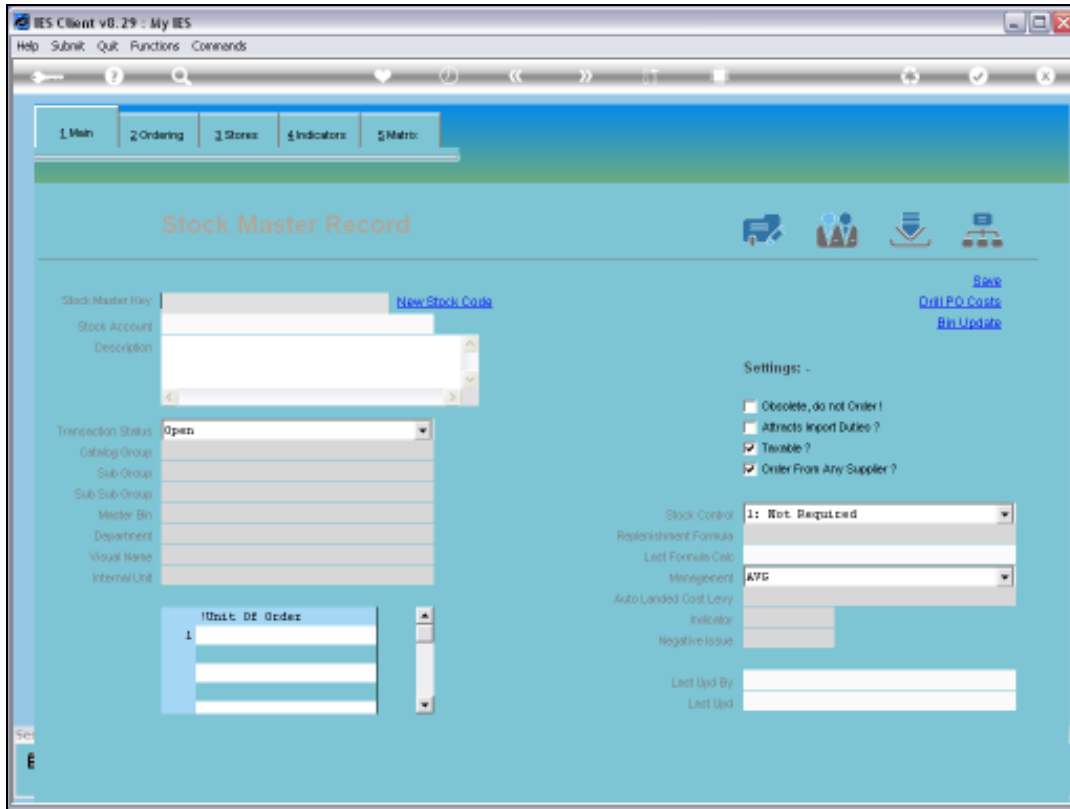 IES Client v8.29 : My IES
Help Submit Quit Functions Commands
1 Main 2 Ordering 3 Stores 4 Indicators 5 Matrix
Stock Master Record
Save
Stock Master Key New Stock Code Drill PO Costs
Stock Account Bin Update
Description
Settings: -
Obsolete, do not Order !
Attracts Import Duties ?
Transaction Status Open
Taxable ?
Catalog Group
Order From Any Supplier ?
Sub Group
Sub Sub Group
Master Bin
Stock Control 1: Not Required
Department
Replenishment Formula
Visual Name
Last Formula Calc
Internal Unit
Management AVG
Auto Landed Cost Levy
!Unit Of Order
Indicator
1
Negative Issue
Last Upd By
Last Upd